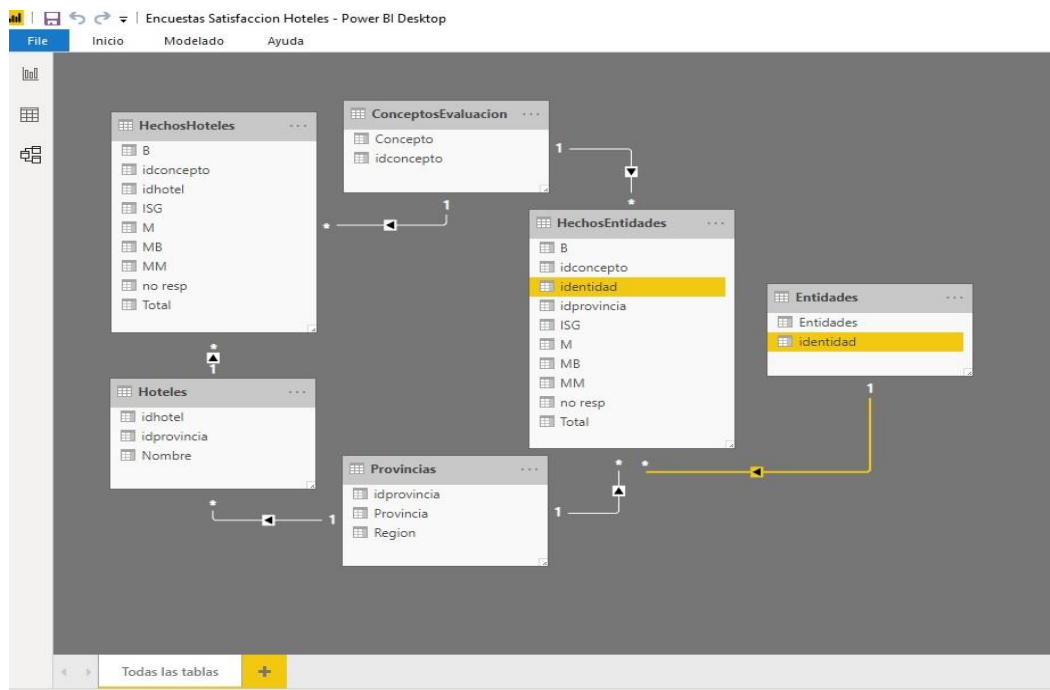 Encuestas Satisfaccion Hoteles - Power BI Desktop
File Inicio Modelado Ayuda
HechosHoteles
B
idconcepto
idhotel
ISG
M
MB
MM
no resp
Total
ConceptosEvaluacion
Concepto
idconcepto
1
*
1
*
HechosEntidades
B
idconcepto
identidad
idprovincia
ISG
M
MB
MM
no resp
Total
Entidades
Entidades
identidad
1
*
*
1
Hoteles
idhotel
idprovincia
Nombre
*
1
Provincias
idprovincia
Provincia
Region
1
*
Todas las tablas +